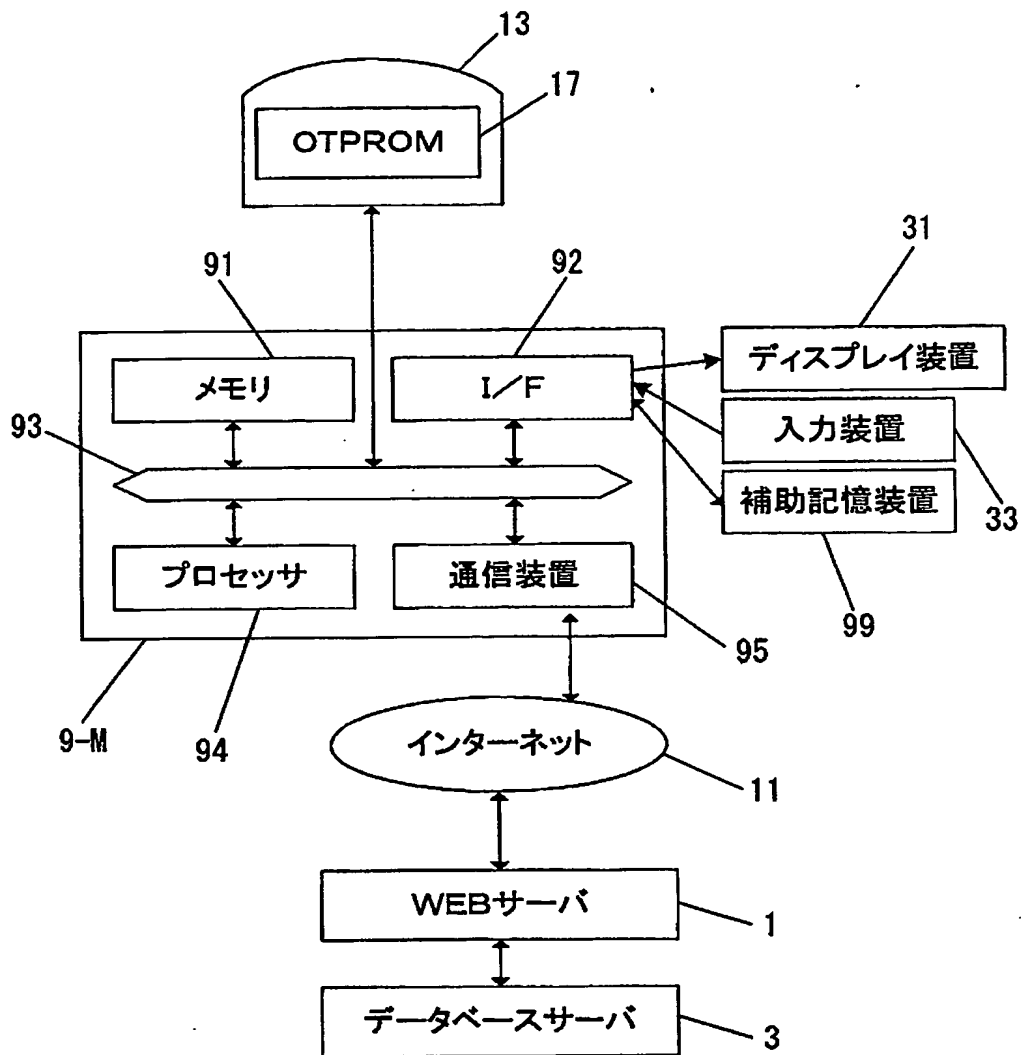 13
17
OTPROM
31
91
92
ディスプレイ装置
メモリ
I/F
93
入力装置
補助記憶装置
33
プロセッサ
通信装置
99
95
9-M
94
インターネット
11
WEBサーバ
1
データベースサーバ
3